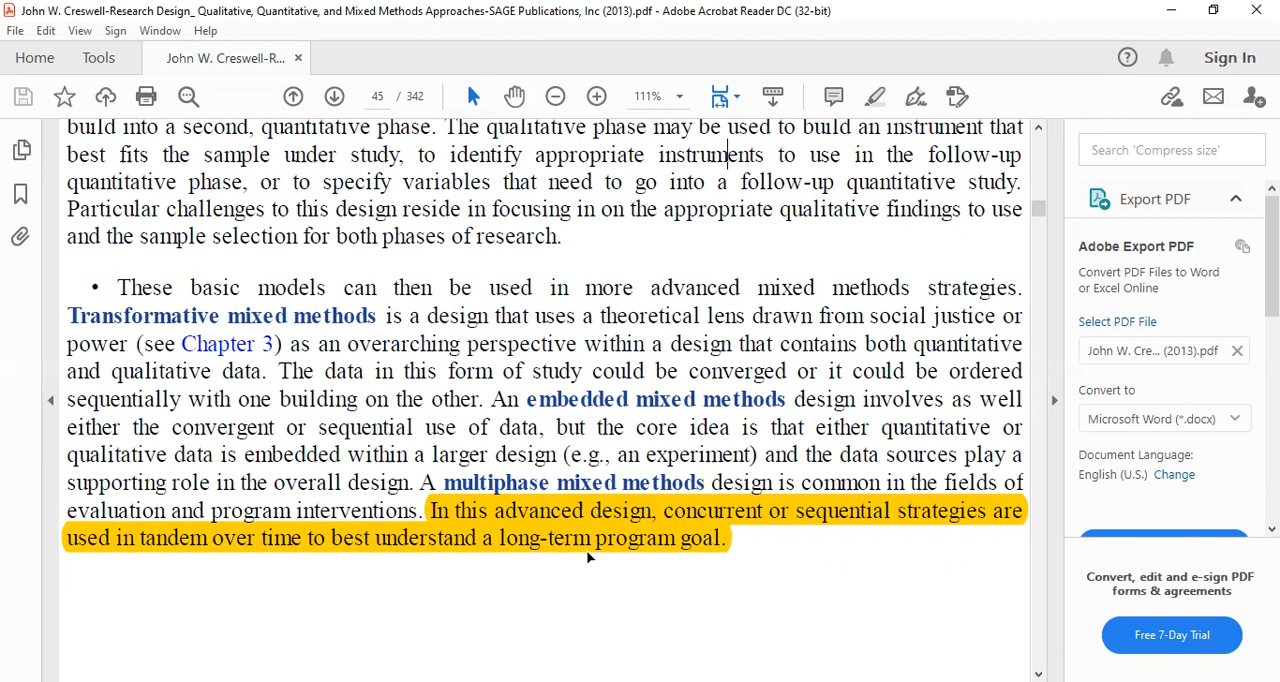 John W. Creswell-Research Design_ Qualitative, Quantitative, and Mixed Methods Approaches-SAGE Publications, Inc (2013).pdf - Adobe Acrobat Reader DC (32-bit)
File Edit View Sign Window Help
Home Tools John W. Creswell-R... × Sign In
45 / 342 111%
build into a second, quantitative phase. The qualitative phase may be used to build an instrument that
best fits the sample under study, to identify appropriate instruments to use in the follow-up
quantitative phase, or to specify variables that need to go into a follow-up quantitative study.
Particular challenges to this design reside in focusing in on the appropriate qualitative findings to use
and the sample selection for both phases of research.
• These basic models can then be used in more advanced mixed methods strategies.
Transformative mixed methods is a design that uses a theoretical lens drawn from social justice or
power (see Chapter 3) as an overarching perspective within a design that contains both quantitative
and qualitative data. The data in this form of study could be converged or it could be ordered
sequentially with one building on the other. An embedded mixed methods design involves as well
either the convergent or sequential use of data, but the core idea is that either quantitative or
qualitative data is embedded within a larger design (e.g., an experiment) and the data sources play a
supporting role in the overall design. A multiphase mixed methods design is common in the fields of
evaluation and program interventions. In this advanced design, concurrent or sequential strategies are
used in tandem over time to best understand a long-term program goal.
Search 'Compress size'
Export PDF
Adobe Export PDF
Convert PDF Files to Word
or Excel Online
Select PDF File
John W. Cre... (2013).pdf
Convert to
Microsoft Word (*.docx)
Document Language:
English (U.S.) Change
Convert, edit and e-sign PDF
forms & agreements
Free 7-Day Trial